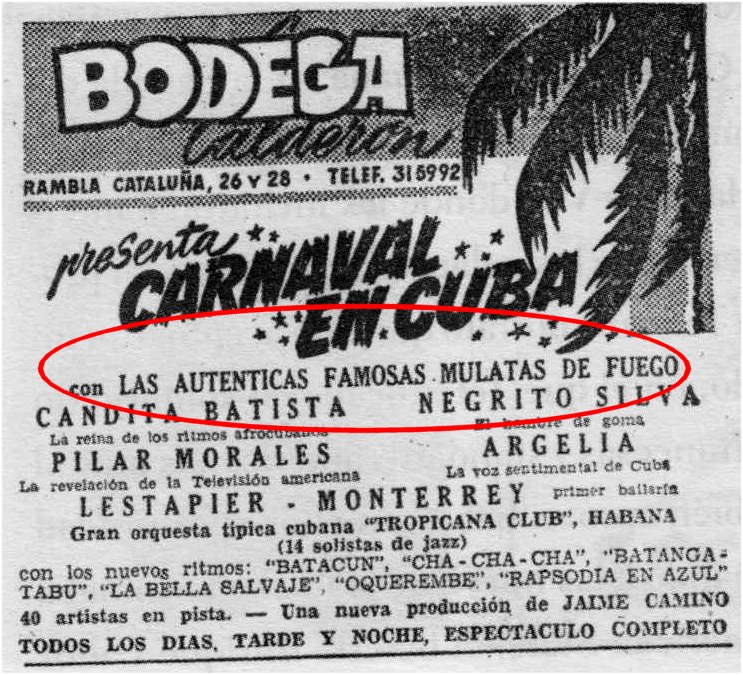 La
BODEGA
Calderón
RAMBLA CATALUÑA, 26 Y 28 • TELEF. 315992
presenta
CARNAVAL
EN CUBA
con LAS AUTENTICAS FAMOSAS MULATAS DE FUEGO
CANDITA BATISTA NEGRITO SILVA
La reina de los ritmos afrocubanos El hombre de goma
PILAR MORALES ARGELIA
La revelación de la Televisión americana La voz sentimental de Cuba
LESTAPIER - MONTERREY primer bailarín
Gran orquesta típica cubana "TROPICANA CLUB", HABANA
(14 solistas de jazz)
con los nuevos ritmos: "BATACUN", "CHA-CHA-CHA", "BATANGA-
TABU", "LA BELLA SALVAJE", "OQUEREMBE", "RAPSODIA EN AZUL"
40 artistas en pista. — Una nueva producción de JAIME CAMINO
TODOS LOS DIAS, TARDE Y NOCHE, ESPECTACULO COMPLETO